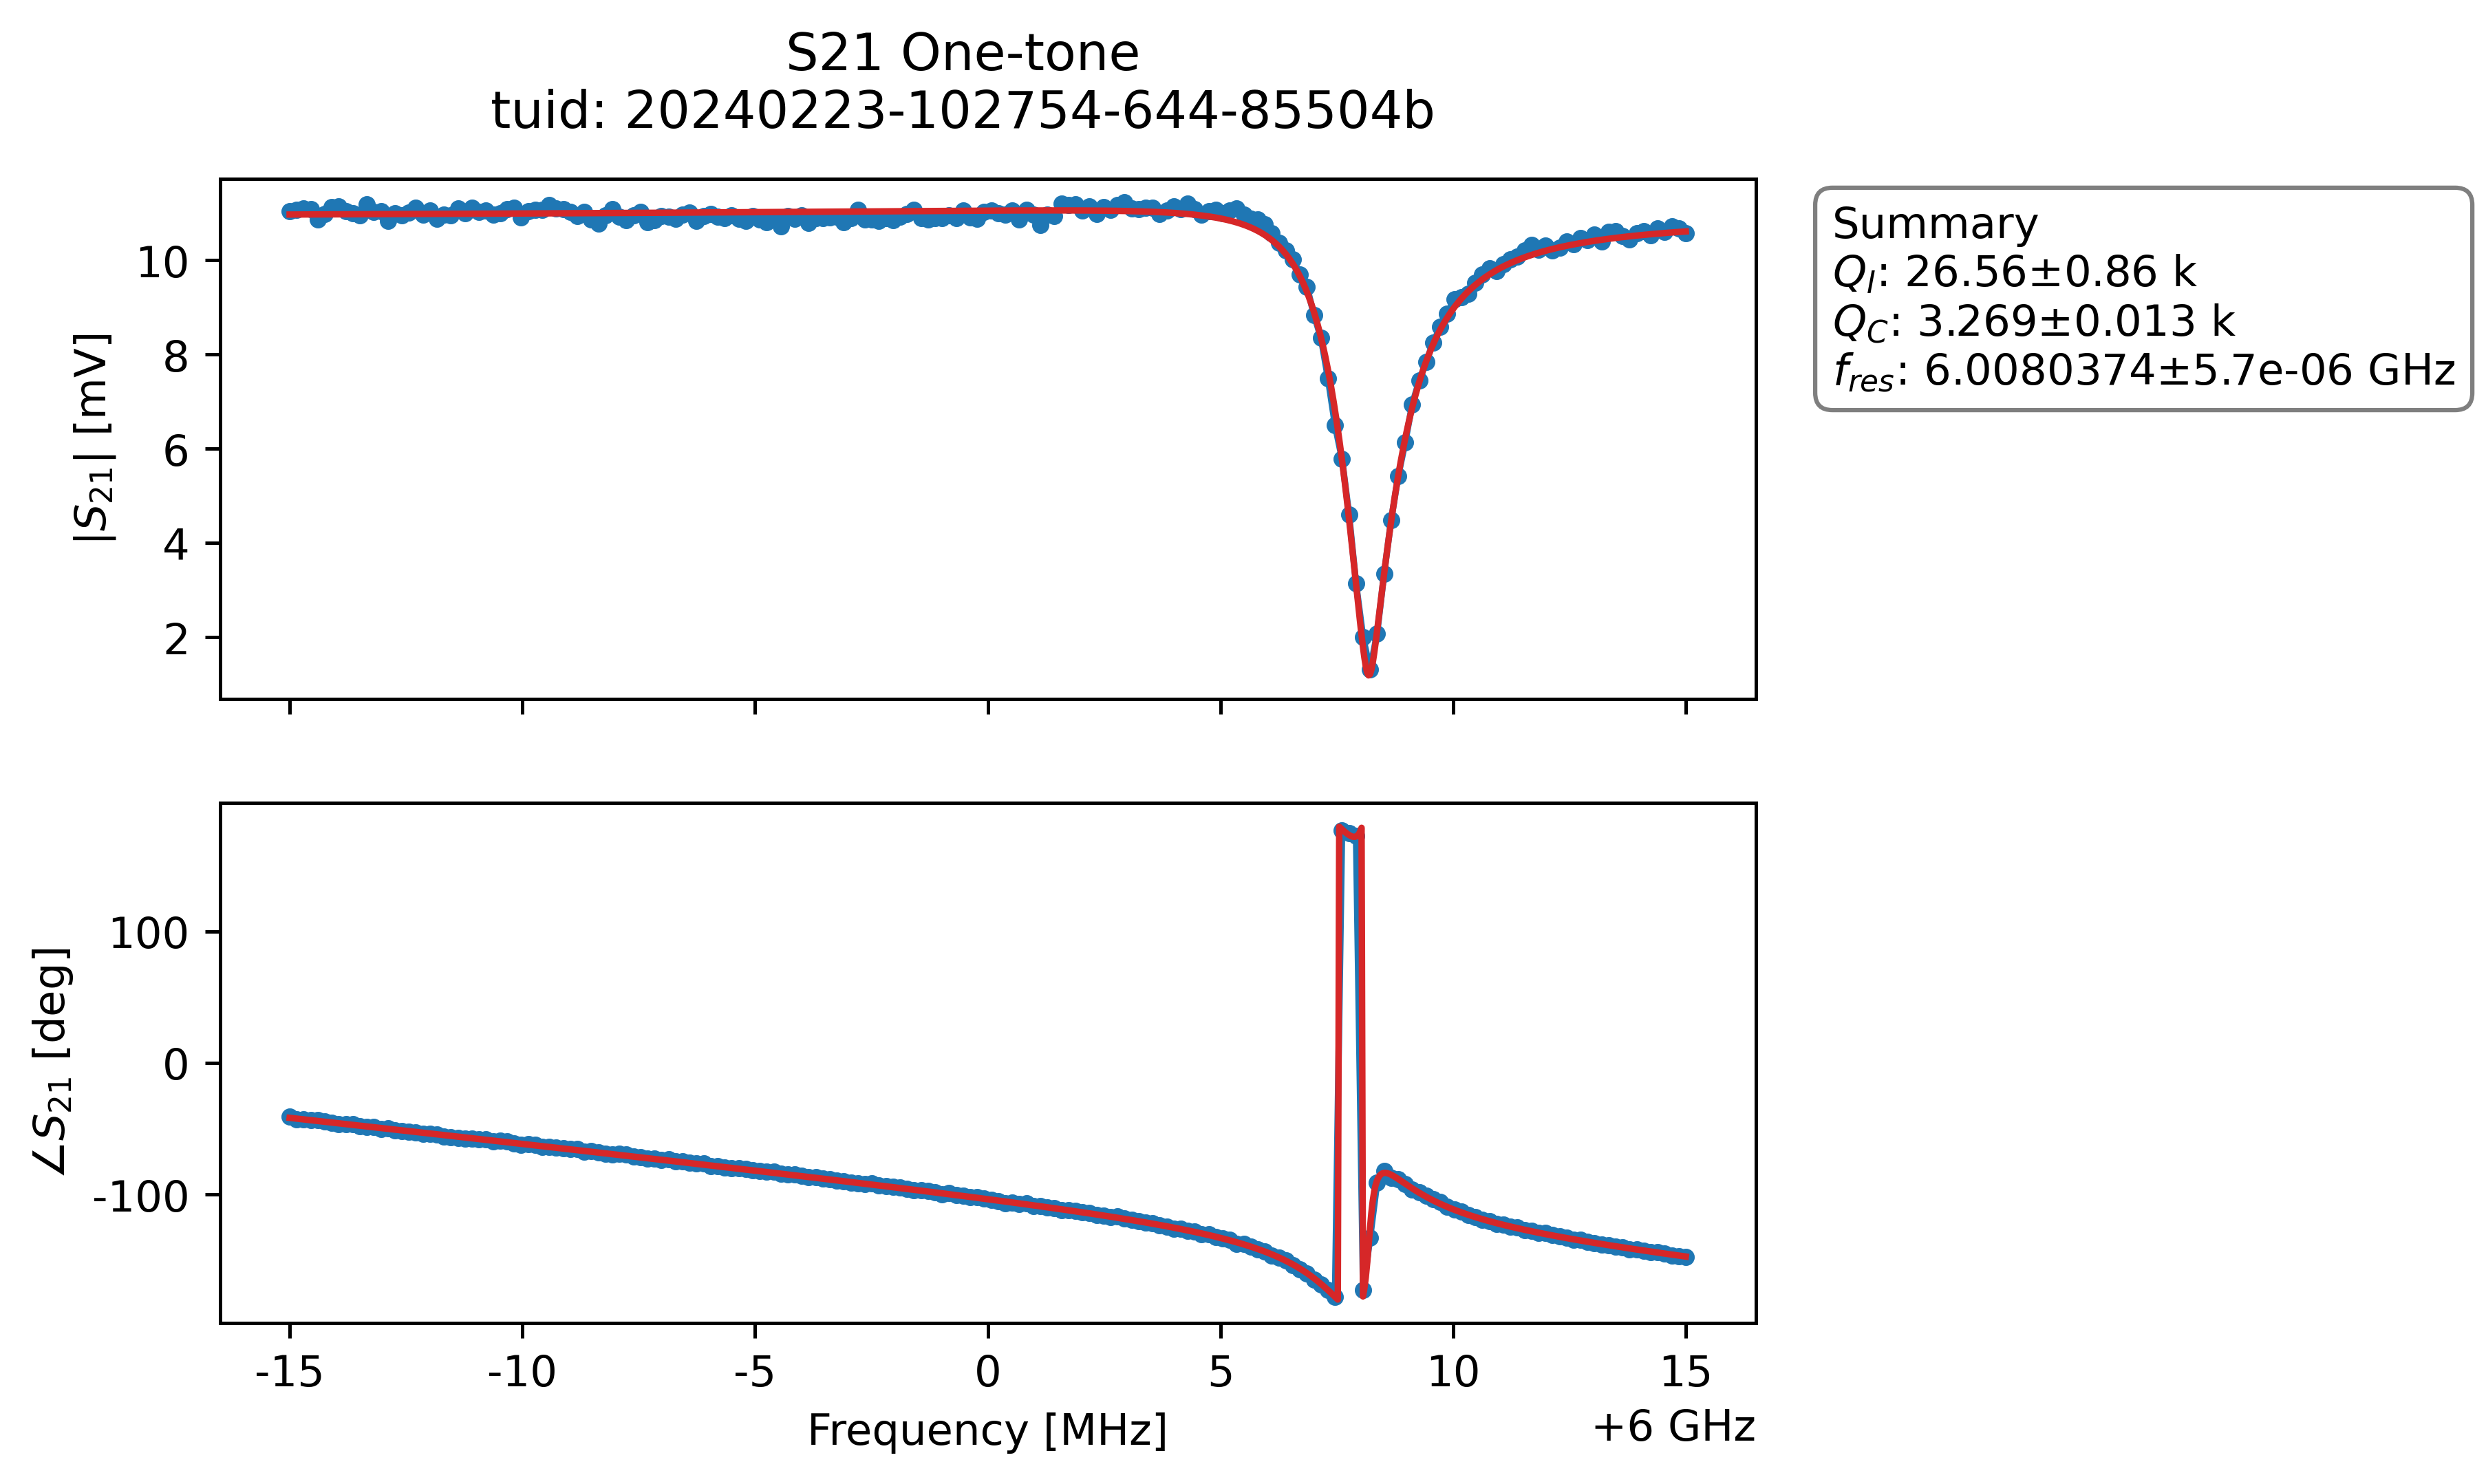 S21 One-tone
tuid: 20240223-102754-644-85504b
Summary
Q_I: 26.56±0.86 k
Q_C: 3.269±0.013 k
f_res: 6.0080374±5.7e-06 GHz
|S_21| [mV]
10
8
6
4
2
∠S_21 [deg]
100
0
-100
-15 -10 -5 0 5 10 15
Frequency [MHz]
+6 GHz